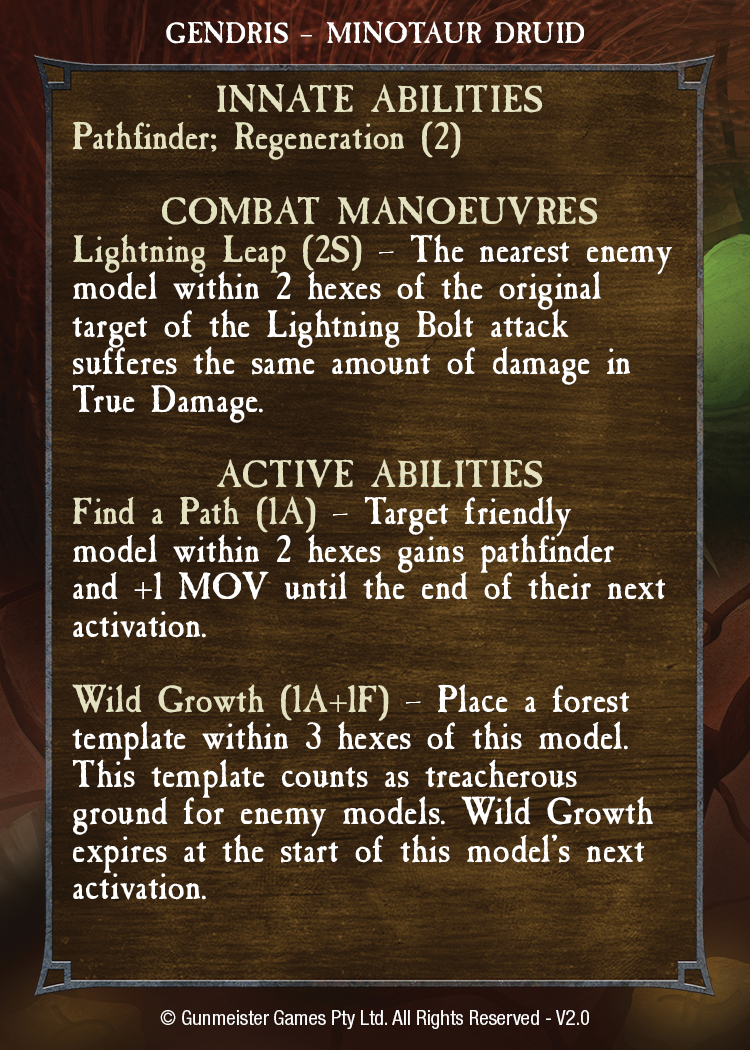 GENDRIS – MINOTAUR DRUID
INNATE ABILITIES
Pathfinder; Regeneration (2)
COMBAT MANOEUVRES
Lightning Leap (2S) – The nearest enemy
model within 2 hexes of the original
target of the Lightning Bolt attack
sufferes the same amount of damage in
True Damage.
ACTIVE ABILITIES
Find a Path (1A) – Target friendly
model within 2 hexes gains pathfinder
and +1 MOV until the end of their next
activation.
Wild Growth (1A+1F) – Place a forest
template within 3 hexes of this model.
This template counts as treacherous
ground for enemy models. Wild Growth
expires at the start of this model's next
activation.
© Gunmeister Games Pty Ltd. All Rights Reserved - V2.0